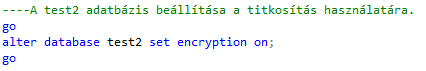 ----A test2 adatbázis beállítása a titkosítás használatára.
go
alter database test2 set encryption on;
go